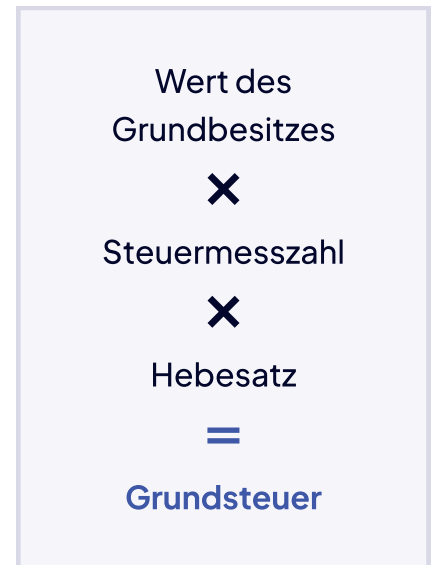 Wert des
Grundbesitzes
×
Steuermesszahl
×
Hebesatz
=
Grundsteuer